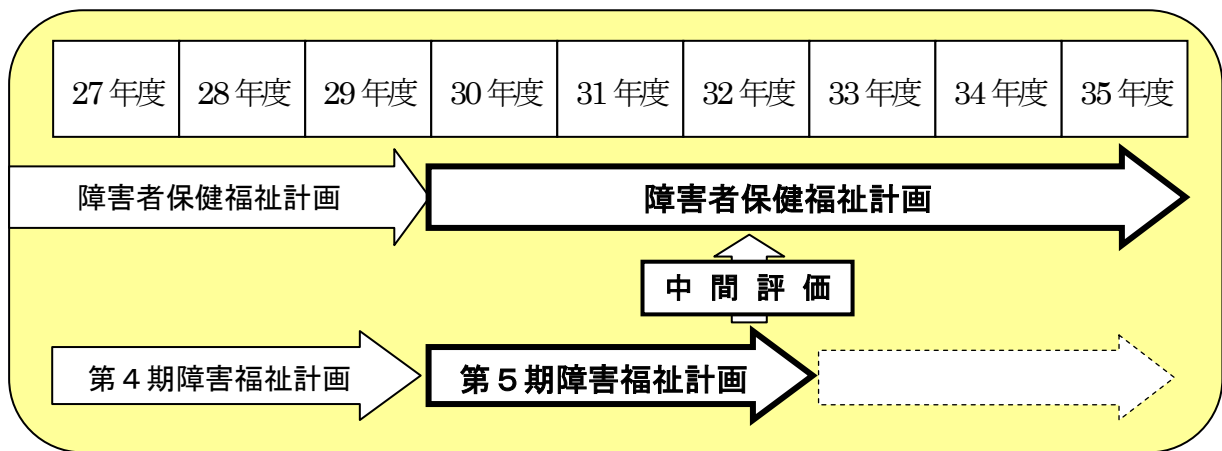 27年度 28年度 29年度 30年度 31年度 32年度 33年度 34年度 35年度
障害者保健福祉計画 障害者保健福祉計画
中間評価
第4期障害福祉計画 第5期障害福祉計画